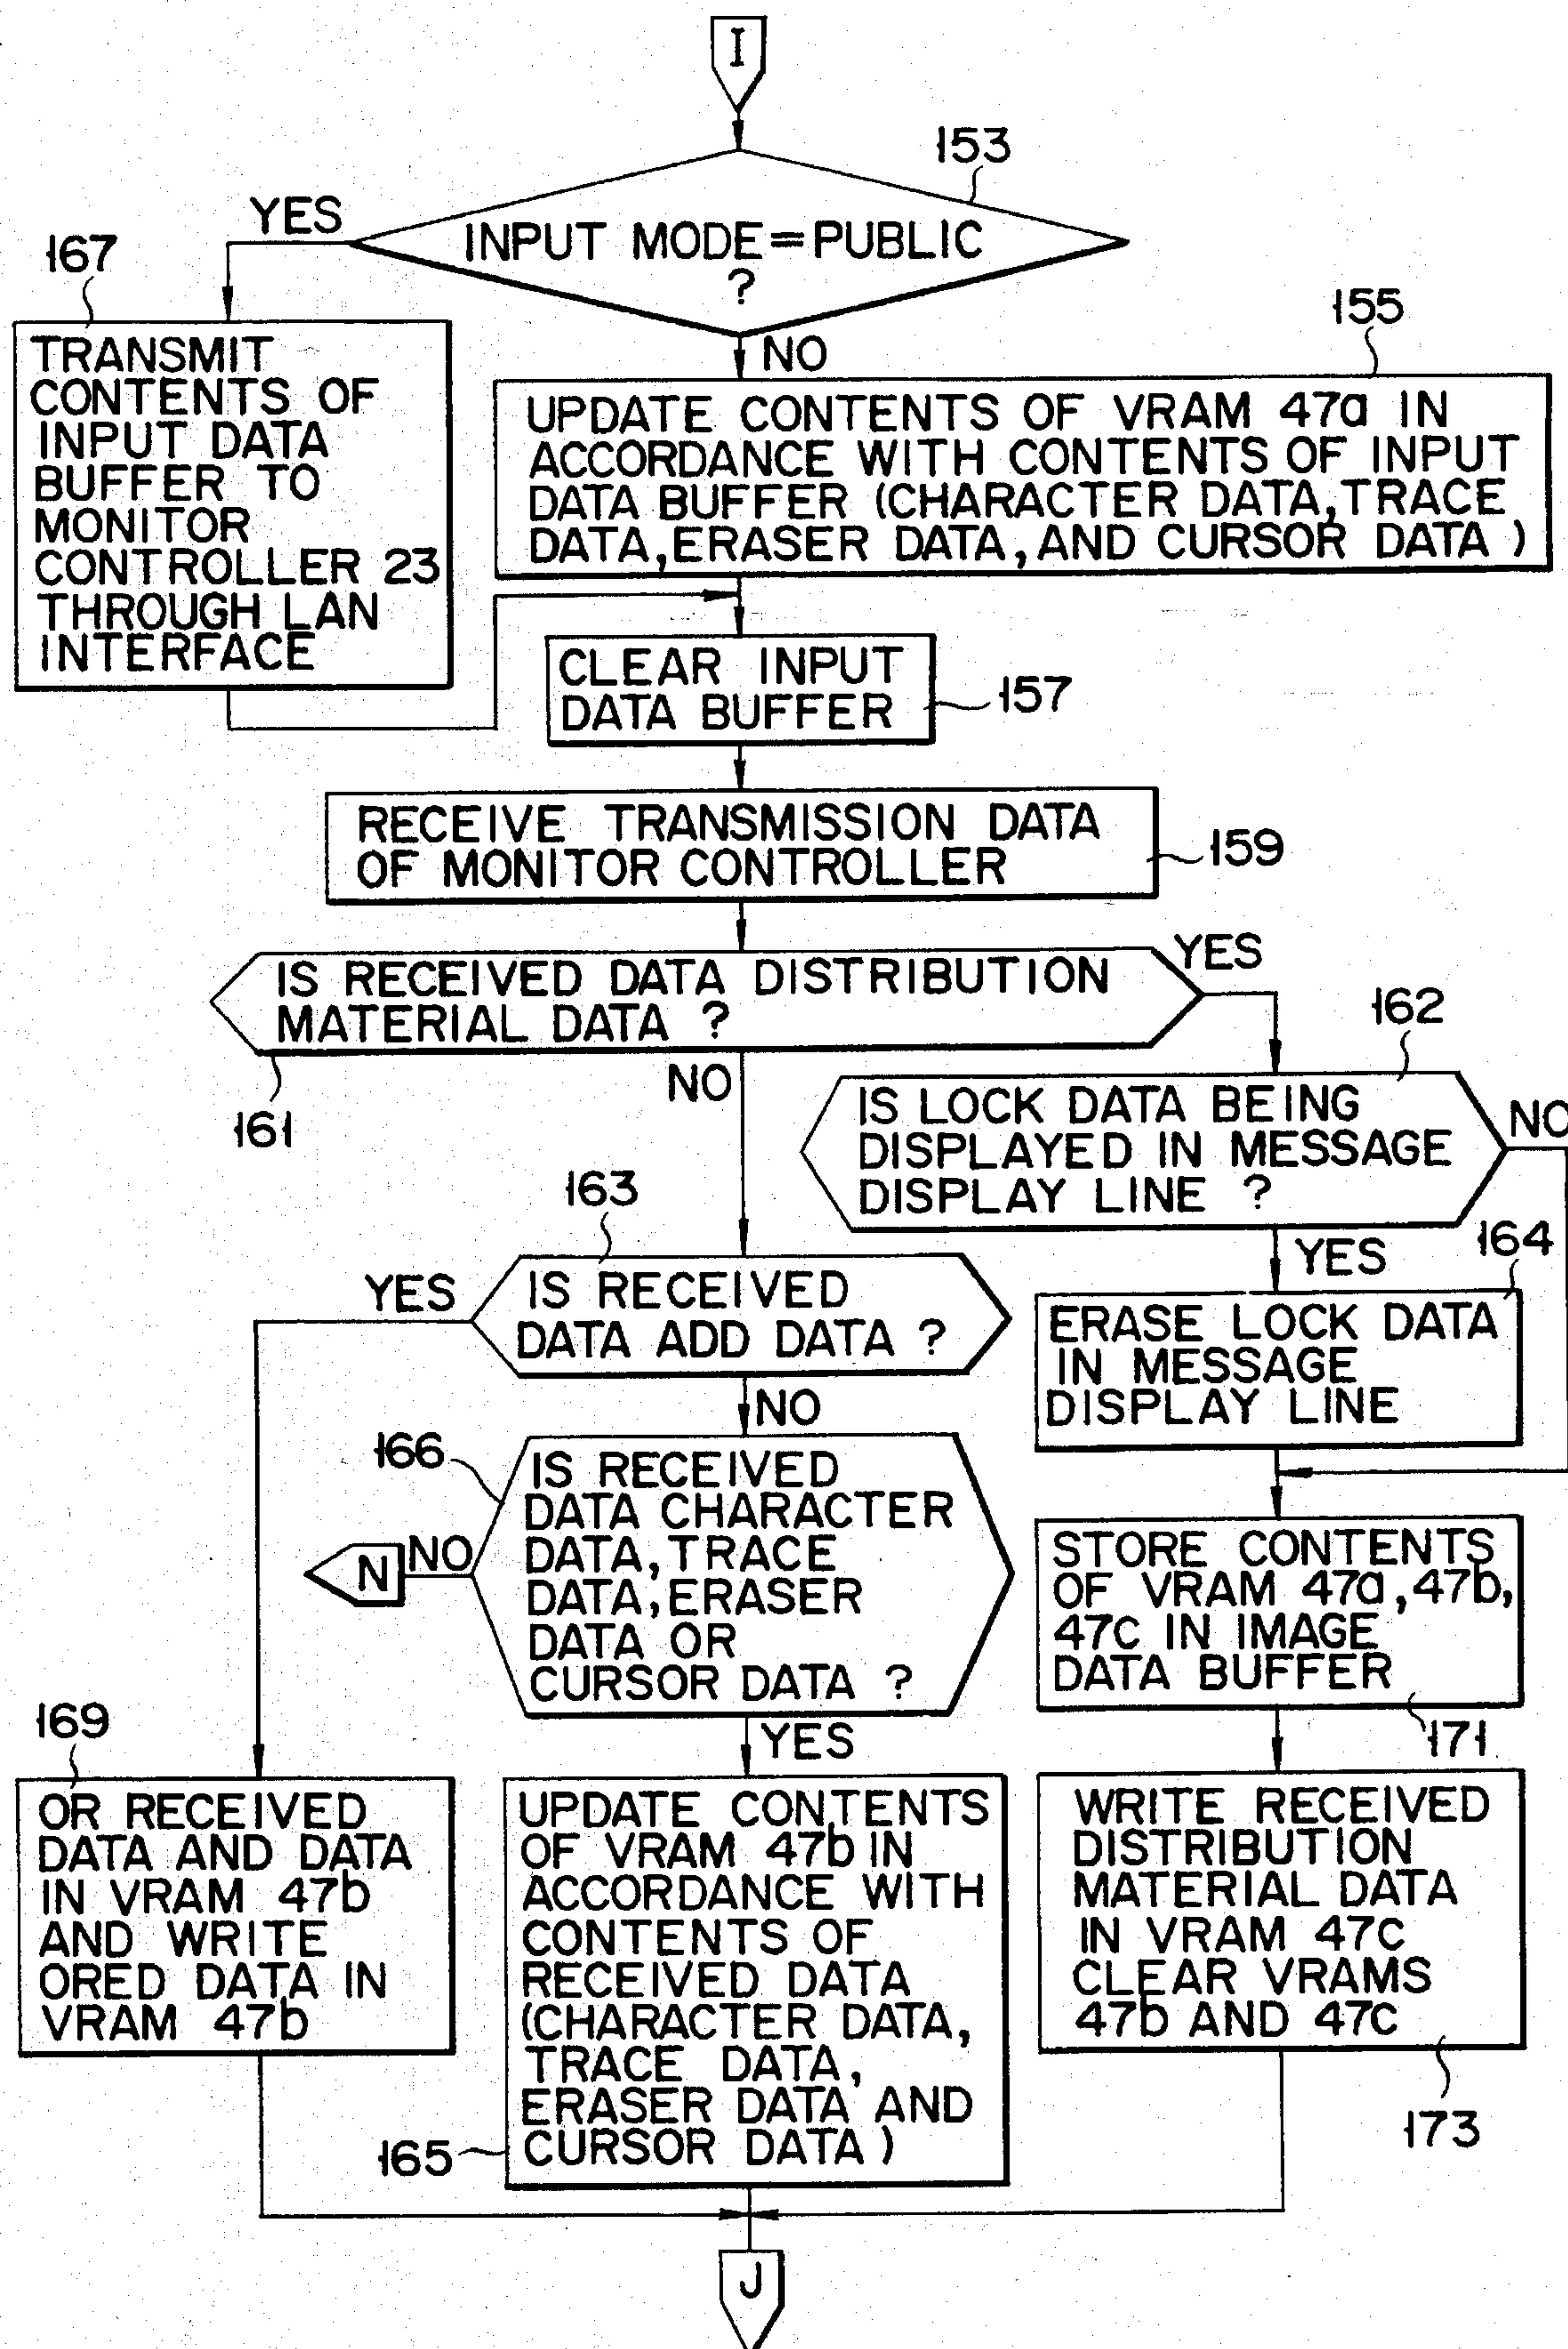 I
153
INPUT MODE=PUBLIC
?
YES
167
TRANSMIT
CONTENTS OF
INPUT DATA
BUFFER TO
MONITOR
CONTROLLER 23
THROUGH LAN
INTERFACE
NO
155
UPDATE CONTENTS OF VRAM 47a IN
ACCORDANCE WITH CONTENTS OF INPUT
DATA BUFFER (CHARACTER DATA,TRACE
DATA,ERASER DATA,AND CURSOR DATA)
CLEAR INPUT
DATA BUFFER
157
RECEIVE TRANSMISSION DATA
OF MONITOR CONTROLLER
159
IS RECEIVED DATA DISTRIBUTION
MATERIAL DATA ?
YES
161
NO
162
IS LOCK DATA BEING
DISPLAYED IN MESSAGE
DISPLAY LINE ?
NO
YES
164
ERASE LOCK DATA
IN MESSAGE
DISPLAY LINE
163
YES
IS RECEIVED
DATA ADD DATA ?
NO
166
IS RECEIVED
DATA CHARACTER
DATA,TRACE
DATA,ERASER
DATA OR
CURSOR DATA ?
NO
N
YES
STORE CONTENTS
OF VRAM 47a,47b,
47c IN IMAGE
DATA BUFFER
171
169
OR RECEIVED
DATA AND DATA
IN VRAM 47b
AND WRITE
ORED DATA IN
VRAM 47b
UPDATE CONTENTS
OF VRAM 47b IN
ACCORDANCE WITH
CONTENTS OF
RECEIVED DATA
(CHARACTER DATA,
TRACE DATA,
ERASER DATA AND
CURSOR DATA)
165
WRITE RECEIVED
DISTRIBUTION
MATERIAL DATA
IN VRAM 47c
CLEAR VRAMS
47b AND 47c
173
J